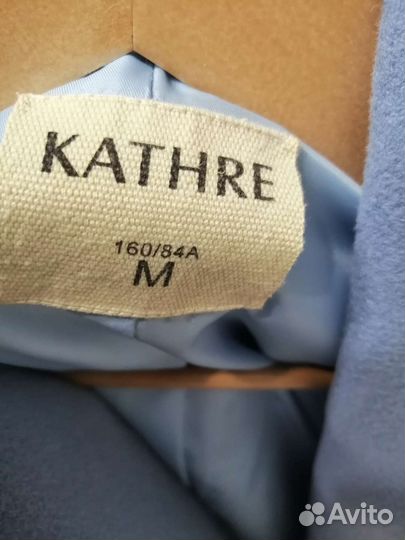 KATHRE
160/84A
M
Avito